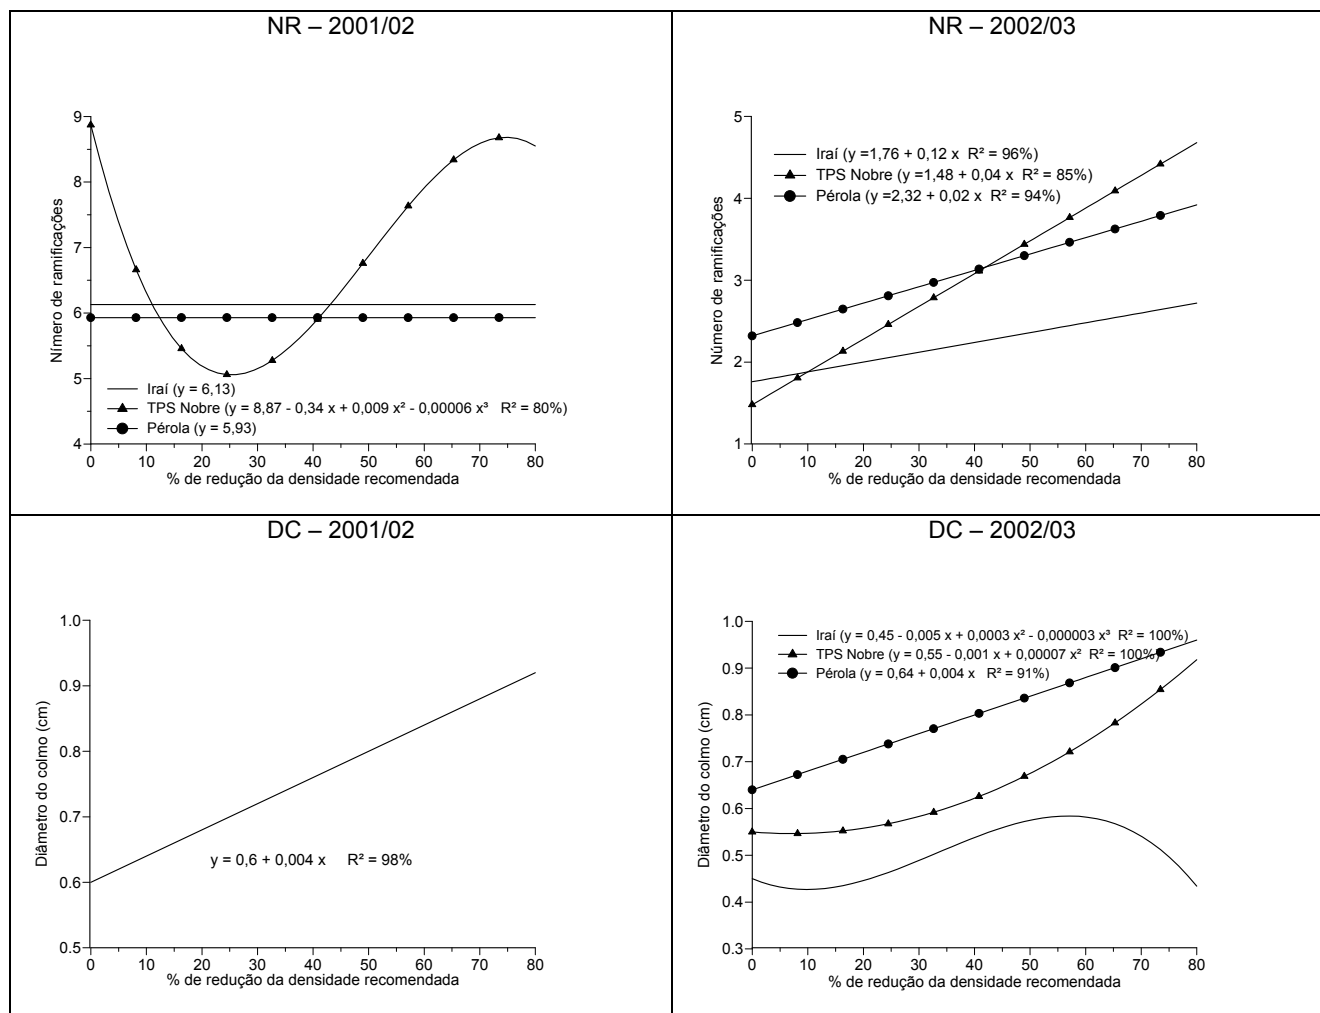 NR – 2001/02
9
8
7
6
5
4
Nímero de ramificações
Iraí (y = 6,13)
TPS Nobre (y = 8,87 - 0,34 x + 0,009 x² - 0,00006 x³ R² = 80%)
Pérola (y = 5,93)
0 10 20 30 40 50 60 70 80
% de redução da densidade recomendada
NR – 2002/03
5
4
3
2
1
Número de ramificações
Iraí (y =1,76 + 0,12 x R² = 96%)
TPS Nobre (y =1,48 + 0,04 x R² = 85%)
Pérola (y =2,32 + 0,02 x R² = 94%)
0 10 20 30 40 50 60 70 80
% de redução da densidade recomendada
DC – 2001/02
1.0
0.9
0.8
0.7
0.6
0.5
Diâmetro do colmo (cm)
y = 0,6 + 0,004 x R² = 98%
0 10 20 30 40 50 60 70 80
% de redução da densidade recomendada
DC – 2002/03
1.0
0.9
0.8
0.7
0.6
0.5
0.4
0.3
Diâmetro do colmo (cm)
Iraí (y = 0,45 - 0,005 x + 0,0003 x² - 0,000003 x³ R² = 100%)
TPS Nobre (y = 0,55 - 0,001 x + 0,00007 x² R² = 100%)
Pérola (y = 0,64 + 0,004 x R² = 91%)
0 10 20 30 40 50 60 70 80
% de redução da densidade recomendada